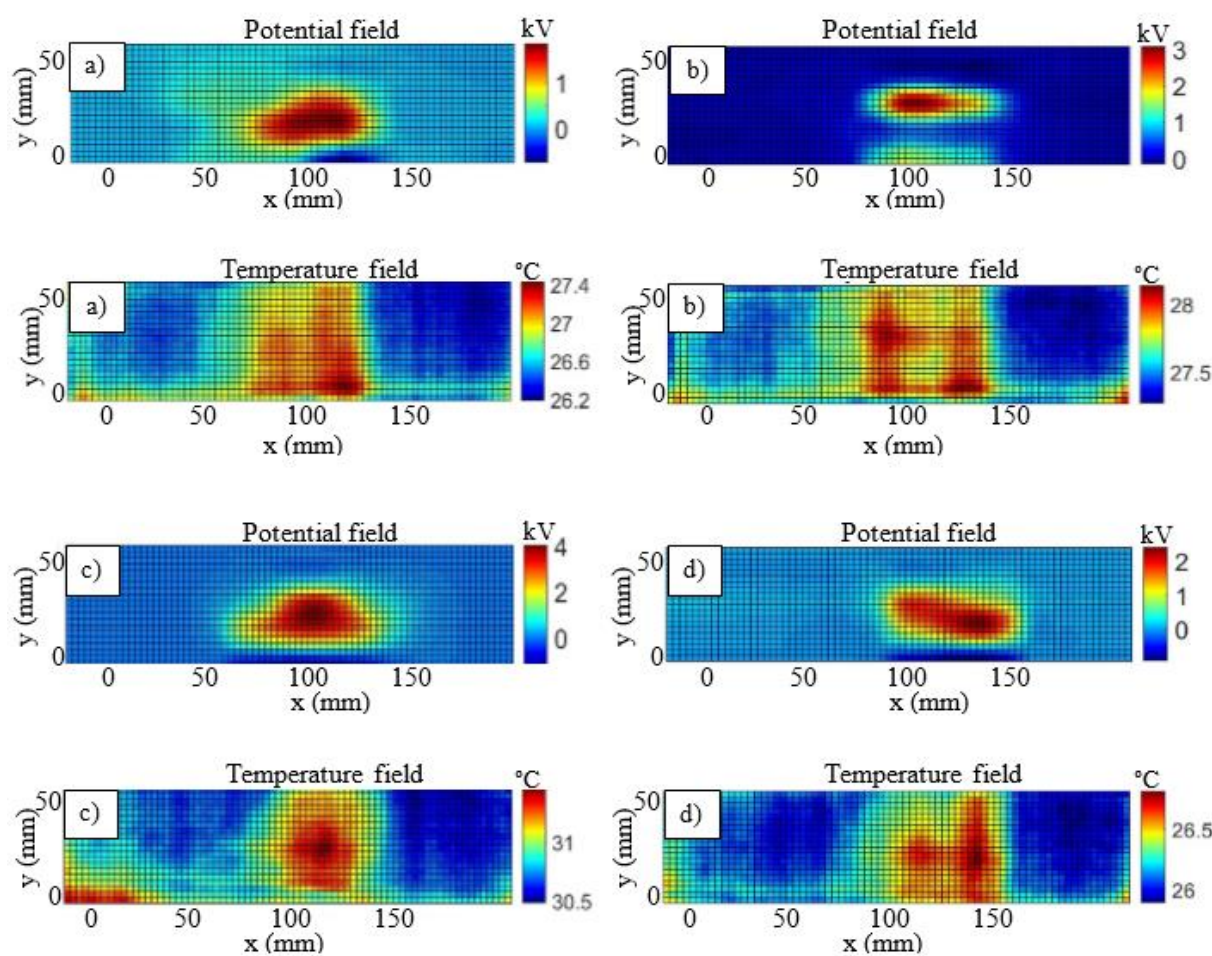 Potential field
kV
a)
50
0
y (mm)
1
0
0 50 100 150
x (mm)
Potential field
kV
b)
50
0
y (mm)
3
2
1
0
0 50 100 150
x (mm)
Temperature field
°C
a)
50
0
y (mm)
27.4
27
26.6
26.2
0 50 100 150
x (mm)
Temperature field
°C
b)
50
0
y (mm)
28
27.5
0 50 100 150
x (mm)
Potential field
kV
c)
50
0
y (mm)
4
2
0
0 50 100 150
x (mm)
Potential field
kV
d)
50
0
y (mm)
2
1
0
0 50 100 150
x (mm)
Temperature field
°C
c)
50
0
y (mm)
31
30.5
0 50 100 150
x (mm)
Temperature field
°C
d)
50
0
y (mm)
26.5
26
0 50 100 150
x (mm)